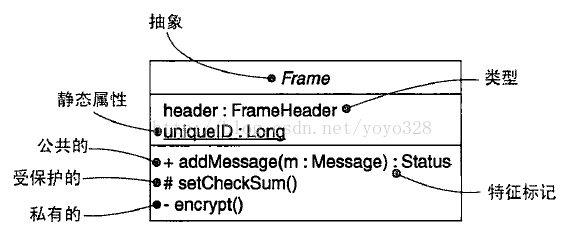 抽象
Frame
类型
header : FrameHeader
静态属性
uniqueID : Long
公共的
+ addMessage(m : Message) : Status
受保护的
# setCheckSum()
特征标记
私有的
- encrypt()